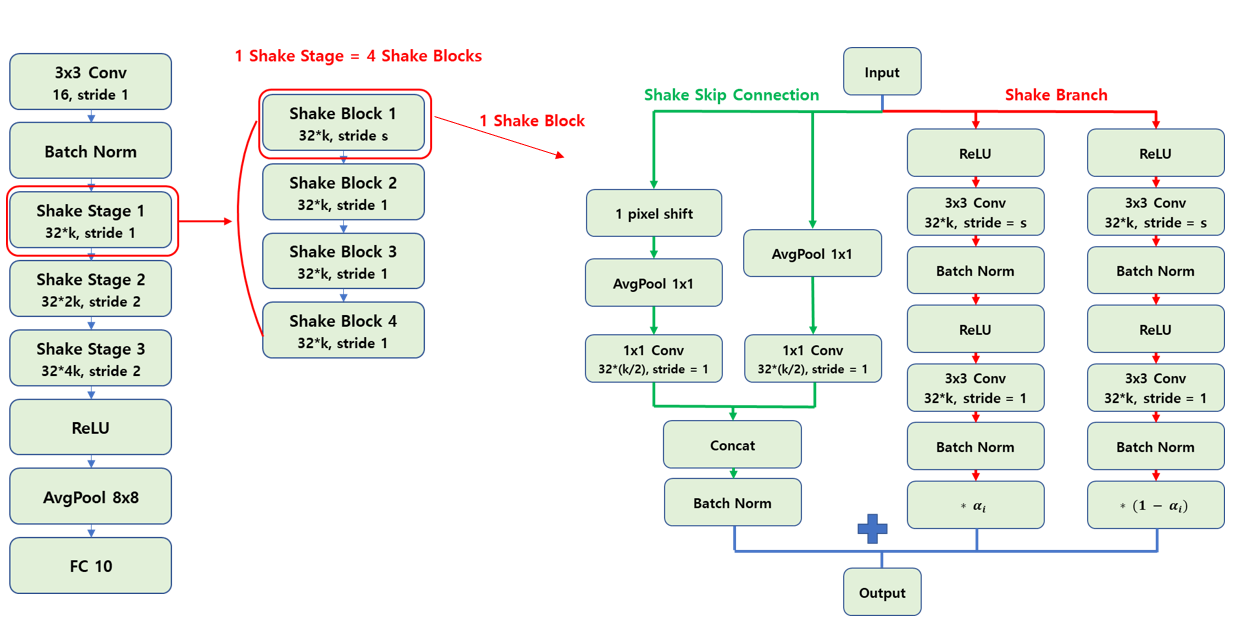 3x3 Conv
16, stride 1
Batch Norm
Shake Stage 1
32*k, stride 1
Shake Stage 2
32*2k, stride 2
Shake Stage 3
32*4k, stride 2
ReLU
AvgPool 8x8
FC 10
1 Shake Stage = 4 Shake Blocks
Shake Block 1
32*k, stride s
Shake Block 2
32*k, stride 1
Shake Block 3
32*k, stride 1
Shake Block 4
32*k, stride 1
1 Shake Block
Input
Shake Skip Connection
Shake Branch
1 pixel shift
AvgPool 1x1
1x1 Conv
32*(k/2), stride = 1
AvgPool 1x1
1x1 Conv
32*(k/2), stride = 1
Concat
Batch Norm
ReLU
3x3 Conv
32*k, stride = s
Batch Norm
ReLU
3x3 Conv
32*k, stride = 1
Batch Norm
* αᵢ
ReLU
3x3 Conv
32*k, stride = s
Batch Norm
ReLU
3x3 Conv
32*k, stride = 1
Batch Norm
* (1 − αᵢ)
Output